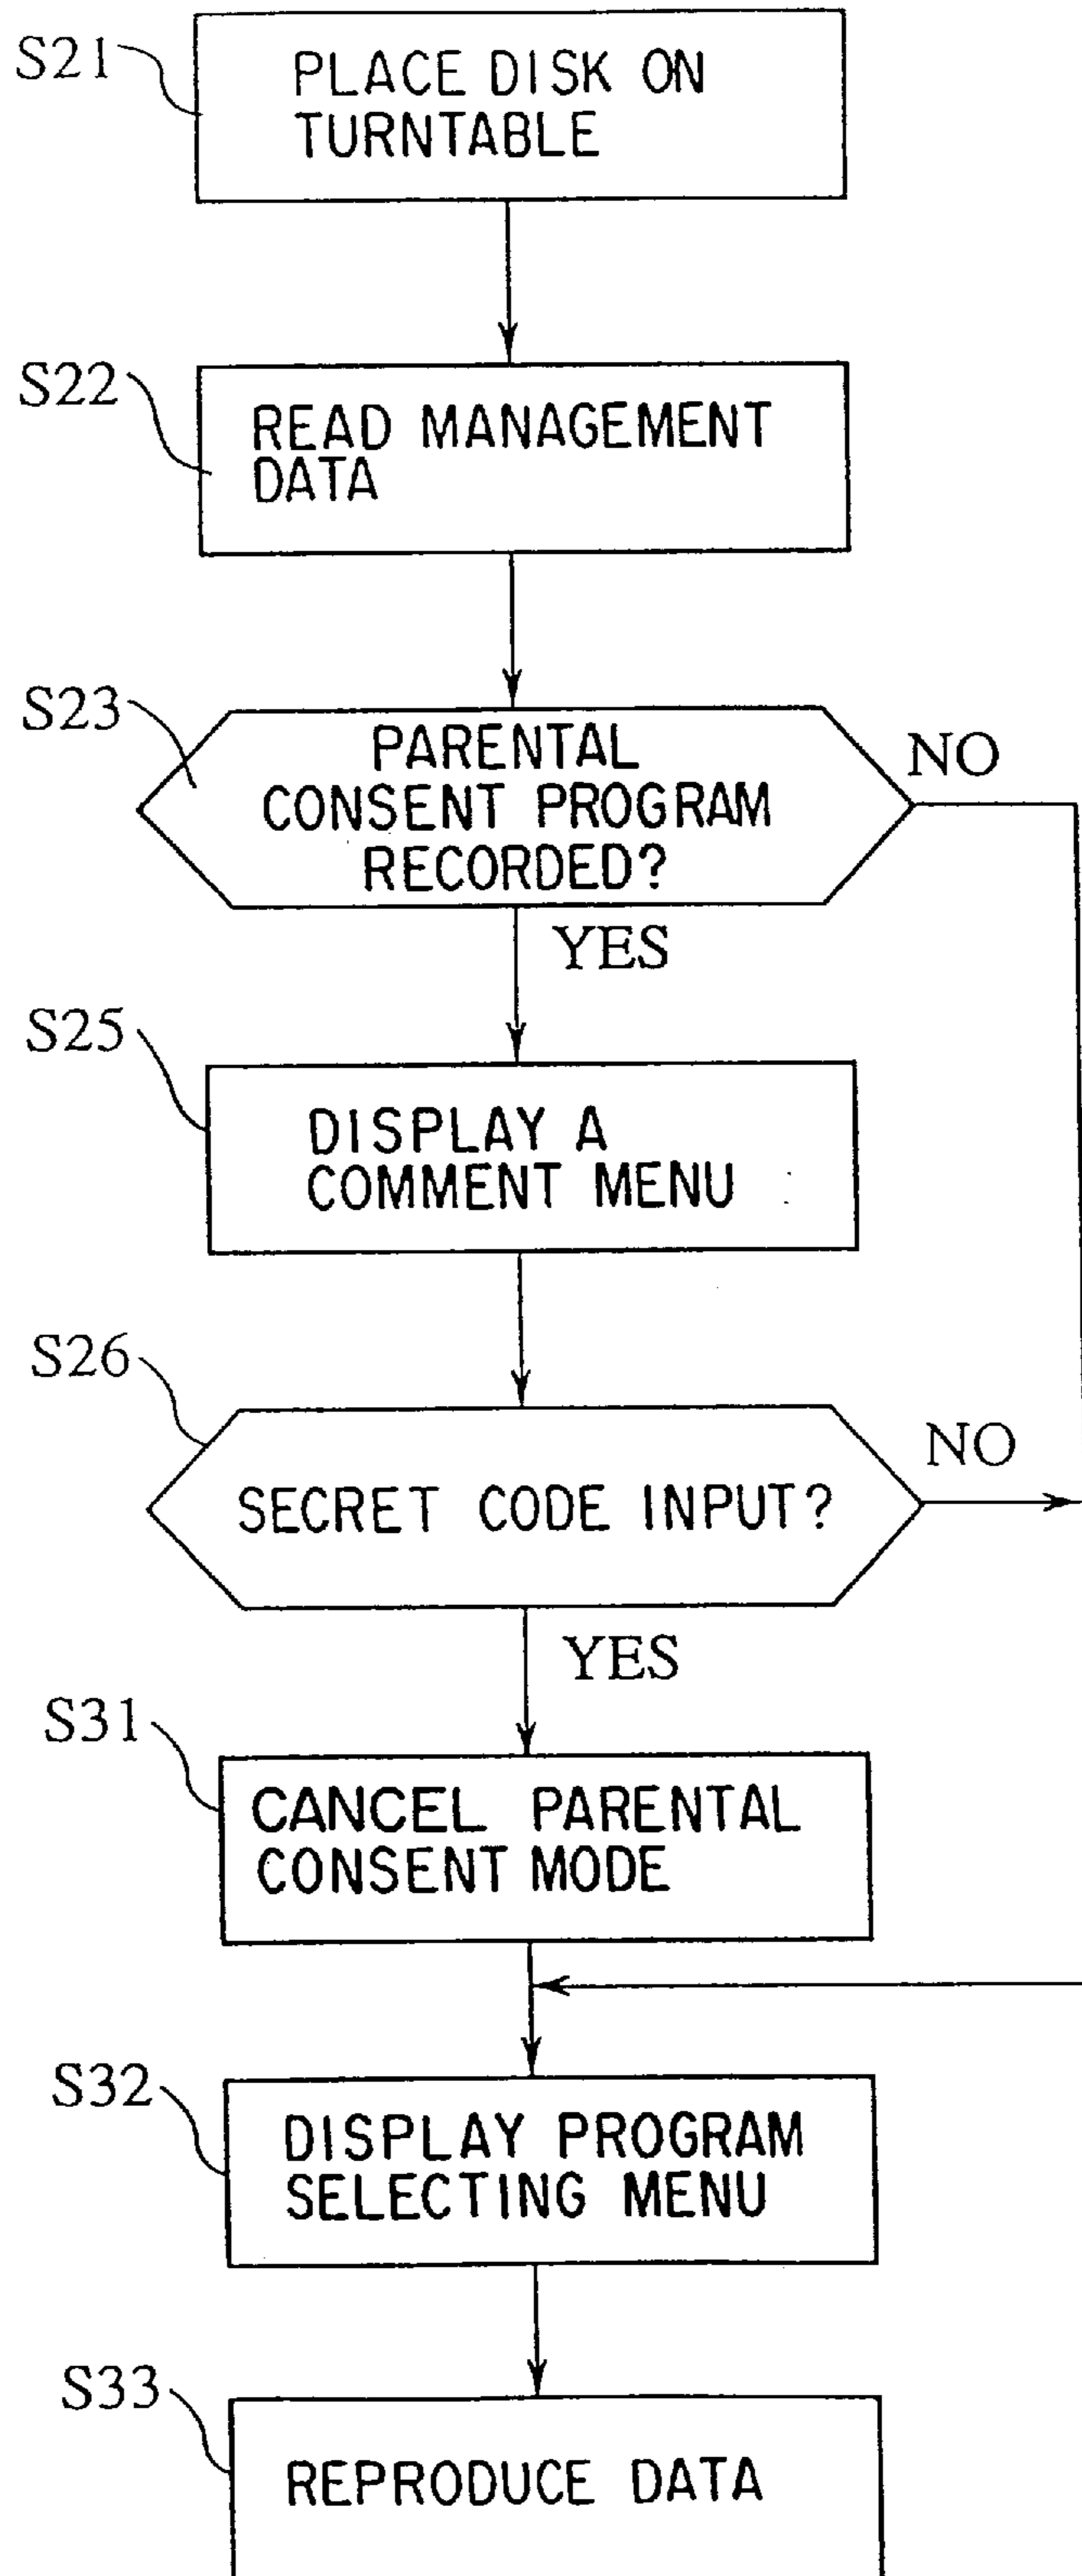 S21
PLACE DISK ON
TURNTABLE
S22
READ MANAGEMENT
DATA
S23
PARENTAL
CONSENT PROGRAM
RECORDED?
NO
YES
S25
DISPLAY A
COMMENT MENU
S26
SECRET CODE INPUT?
NO
YES
S31
CANCEL PARENTAL
CONSENT MODE
S32
DISPLAY PROGRAM
SELECTING MENU
S33
REPRODUCE DATA